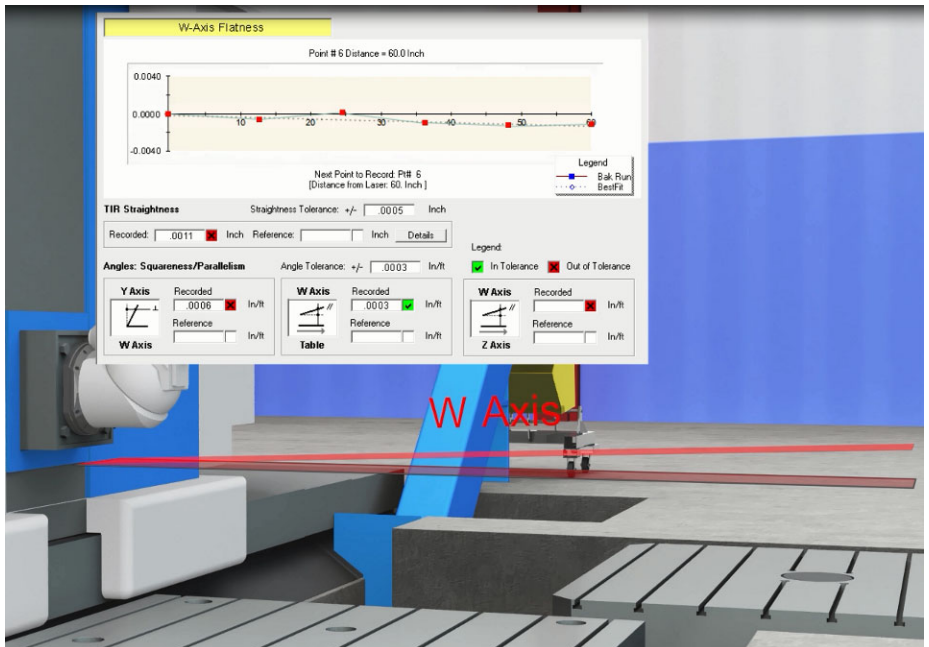 W-Axis Flatness
Point # 6 Distance = 60.0 Inch
0.0040
0.0000
10 20 30 40 50 60
-0.0040
Next Point to Record: Pt# 6
[Distance from Laser: 60. Inch ]
Legend
Bak Run
BestFit
TIR Straightness Straightness Tolerance: +/- .0005 Inch
Recorded: .0011 Inch Reference: Inch Details
Legend:
Angles: Squareness/Parallelism Angle Tolerance: +/- .0003 In/ft
In Tolerance Out of Tolerance
Y Axis Recorded
.0006 In/ft
Reference
In/ft
W Axis
W Axis Recorded
.0003 In/ft
Reference
In/ft
Table
W Axis Recorded
In/ft
Reference
In/ft
Z Axis
W Axis